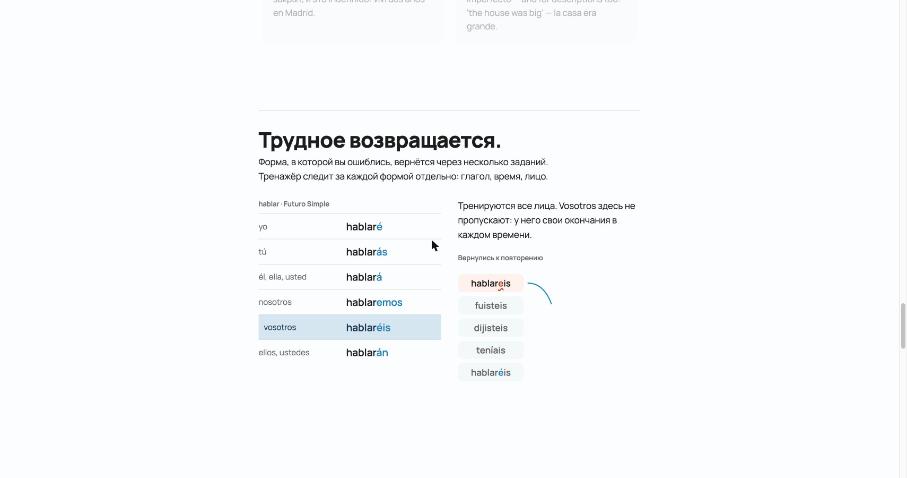 en Madrid.
'the house was big' — la casa era
grande.
Трудное возвращается.
Форма, в которой вы ошиблись, вернётся через несколько заданий.
Тренажёр следит за каждой формой отдельно: глагол, время, лицо.
hablar · Futuro Simple
yo hablaré
tú hablarás
él, ella, usted hablará
nosotros hablaremos
vosotros hablaréis
ellos, ustedes hablarán
Тренируются все лица. Vosotros здесь не
пропускают: у него свои окончания в
каждом времени.
Вернулись к повторению
hablareis
fuisteis
dijisteis
teníais
hablaréis